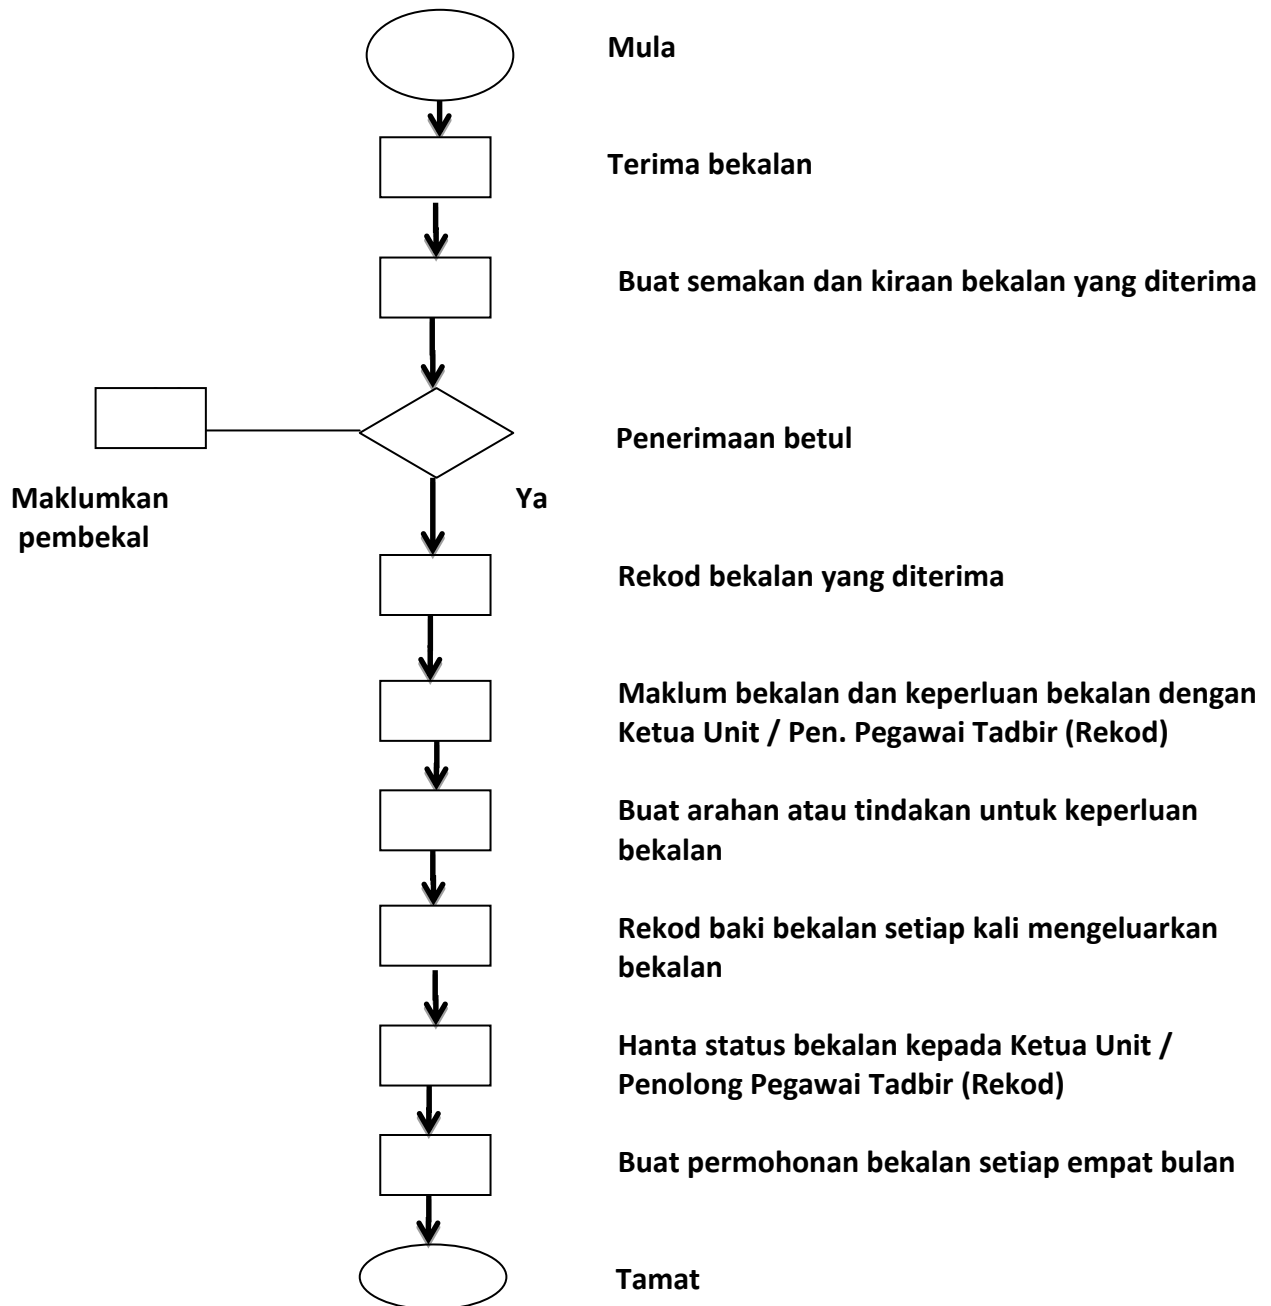 Mula
Terima bekalan
Buat semakan dan kiraan bekalan yang diterima
Penerimaan betul
Maklumkan
pembekal
Ya
Rekod bekalan yang diterima
Maklum bekalan dan keperluan bekalan dengan
Ketua Unit / Pen. Pegawai Tadbir (Rekod)
Buat arahan atau tindakan untuk keperluan
bekalan
Rekod baki bekalan setiap kali mengeluarkan
bekalan
Hanta status bekalan kepada Ketua Unit /
Penolong Pegawai Tadbir (Rekod)
Buat permohonan bekalan setiap empat bulan
Tamat